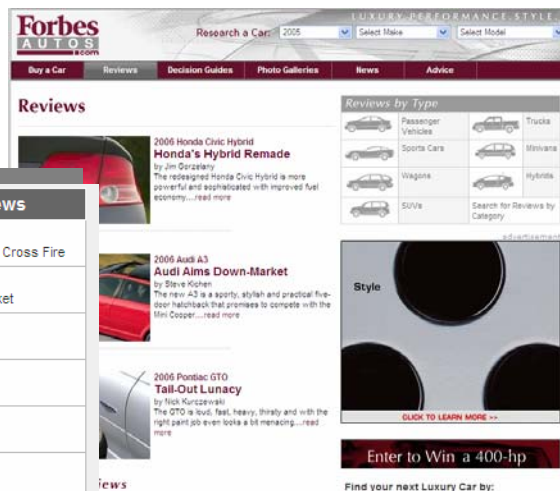 Forbes
AUTOS
.com
LUXURY.PERFORMANCE.STYLE
Research a Car:
2005
Select Make
Select Model
Buy a Car
Reviews
Decision Guides
Photo Galleries
News
Advice
Reviews
2006 Honda Civic Hybrid
Honda's Hybrid Remade
by Jim Gorzelany
The redesigned Honda Civic Hybrid is more
powerful and sophisticated with improved fuel
economy....read more
2006 Audi A3
Audi Aims Down-Market
by Steve Kichen
The new A3 is a sporty, stylish and practical five-
door hatchback that promises to compete with the
Mini Cooper....read more
2006 Pontiac GTO
Tail-Out Lunacy
by Nick Kurczewski
The GTO is loud, fast, heavy, thirsty and with the
right paint job even looks a bit menacing....read
more
Reviews by Type
Passenger
Vehicles
Trucks
Sports Cars
Minivans
Wagons
Hybrids
SUVs
Search for Reviews by
Category
advertisement
Style
CLICK TO LEARN MORE >>
Enter to Win a 400-hp
Find your next Luxury Car by:
ews
Cross Fire
ket
iews